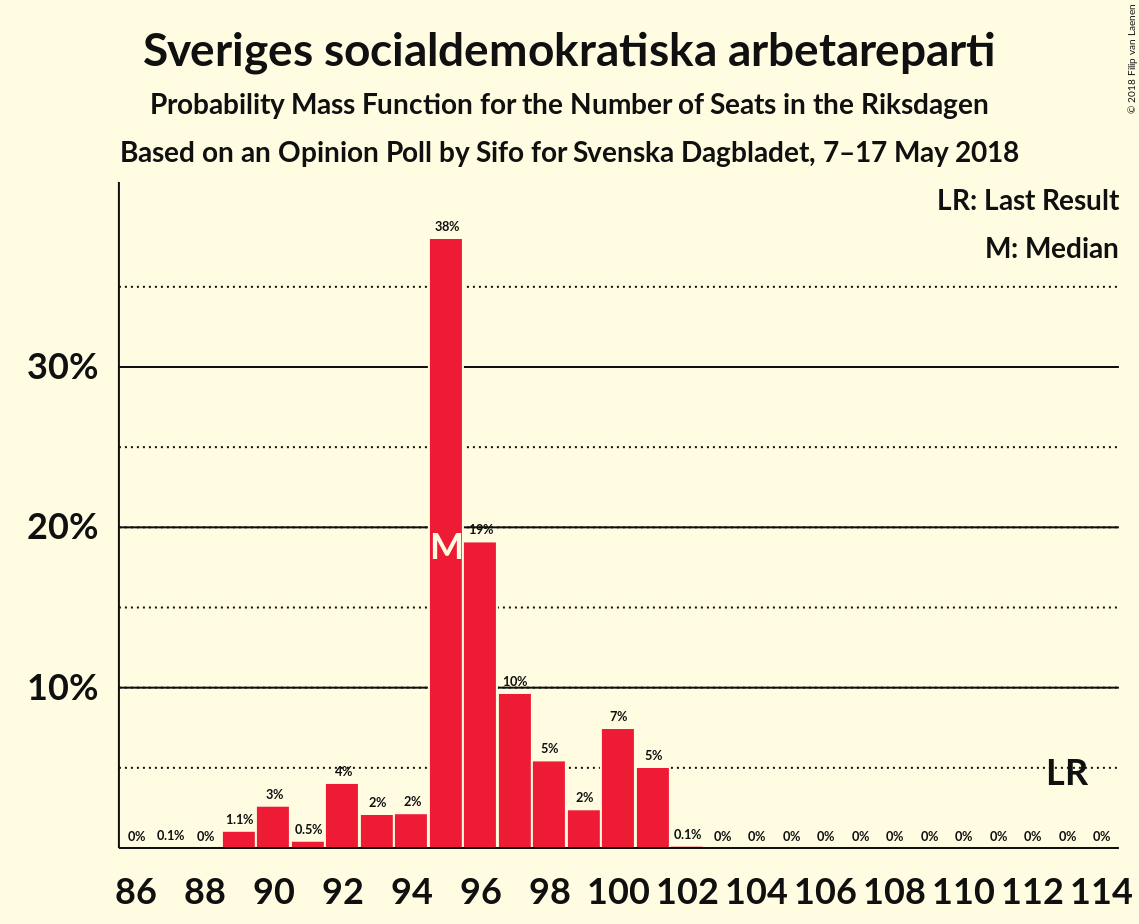 Sveriges socialdemokratiska arbetareparti
Probability Mass Function for the Number of Seats in the Riksdagen
Based on an Opinion Poll by Sifo for Svenska Dagbladet, 7–17 May 2018
© 2018 Filip van Laenen
LR: Last Result
M: Median
30%
20%
10%
0% 0.1% 0% 1.1% 3% 0.5% 4% 2% 2% 38% 19% 10% 5% 2% 7% 5% 0.1% 0% 0% 0% 0% 0% 0% 0% 0% 0% 0% 0% 0%
M
LR
86 88 90 92 94 96 98 100 102 104 106 108 110 112 114